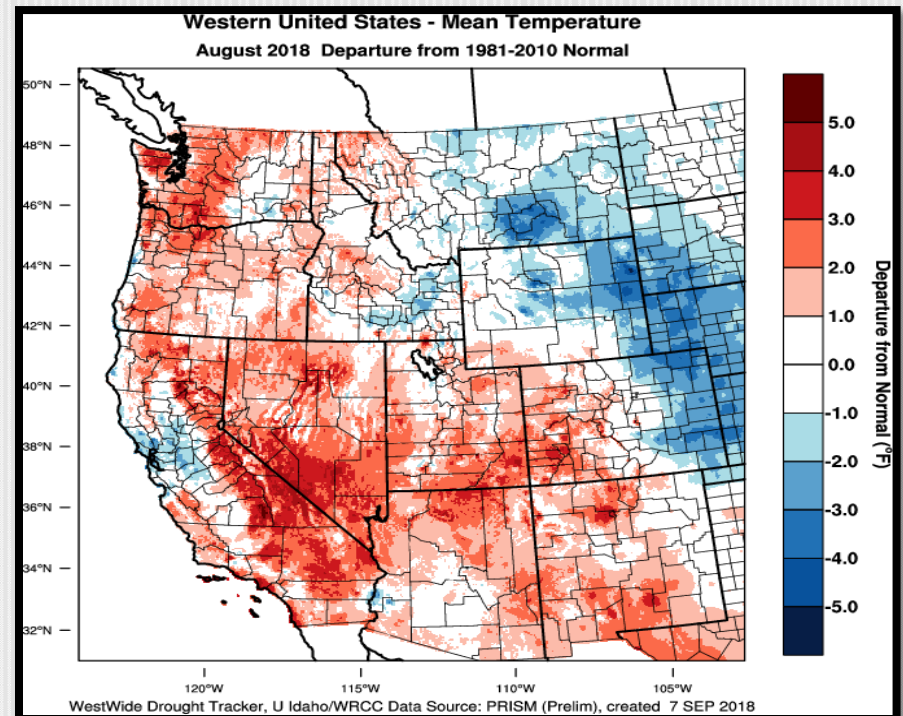 Western United States - Mean Temperature
August 2018 Departure from 1981-2010 Normal
50°N
48°N
46°N
44°N
42°N
40°N
38°N
36°N
34°N
32°N
120°W
115°W
110°W
105°W
5.0
4.0
3.0
2.0
1.0
0.0
-1.0
-2.0
-3.0
-4.0
-5.0
Departure from Normal (°F)
WestWide Drought Tracker, U Idaho/WRCC Data Source: PRISM (Prelim), created 7 SEP 2018